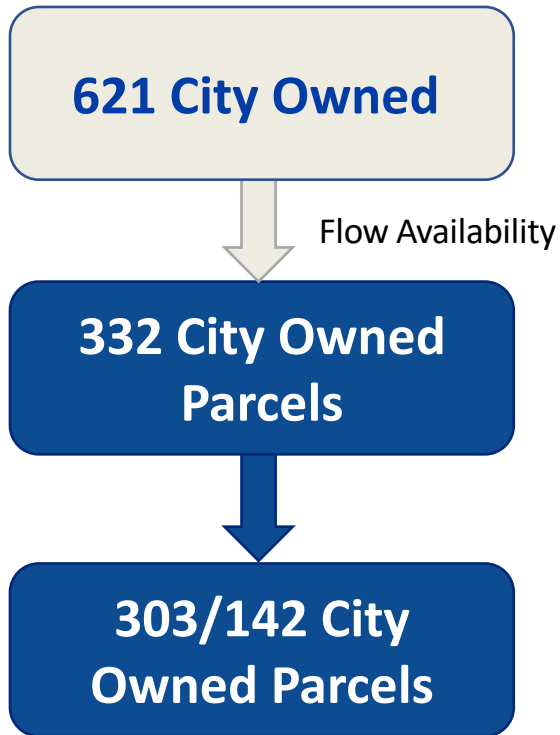 621 City Owned
Flow Availability
332 City Owned
Parcels
303/142 City
Owned Parcels